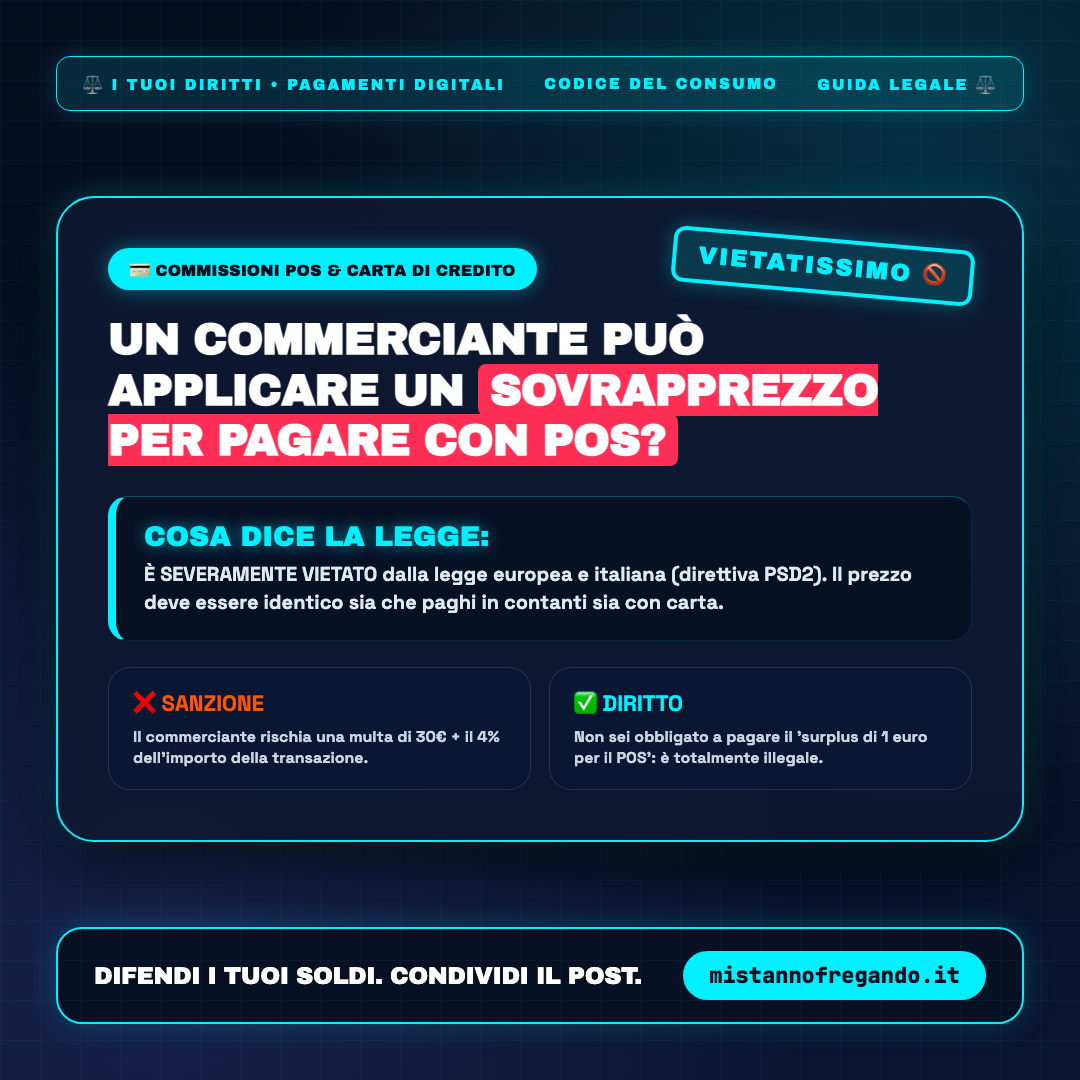 ⚖️ I TUOI DIRITTI • PAGAMENTI DIGITALI
CODICE DEL CONSUMO
GUIDA LEGALE ⚖️
💳 COMMISSIONI POS & CARTA DI CREDITO
VIETATISSIMO 🚫
UN COMMERCIANTE PUÒ
APPLICARE UN SOVRAPPREZZO
PER PAGARE CON POS?
COSA DICE LA LEGGE:
È SEVERAMENTE VIETATO dalla legge europea e italiana (direttiva PSD2). Il prezzo
deve essere identico sia che paghi in contanti sia con carta.
❌ SANZIONE
Il commerciante rischia una multa di 30€ + il 4%
dell'importo della transazione.
✅ DIRITTO
Non sei obbligato a pagare il 'surplus di 1 euro
per il POS': è totalmente illegale.
DIFENDI I TUOI SOLDI. CONDIVIDI IL POST.
mistannofregando.it